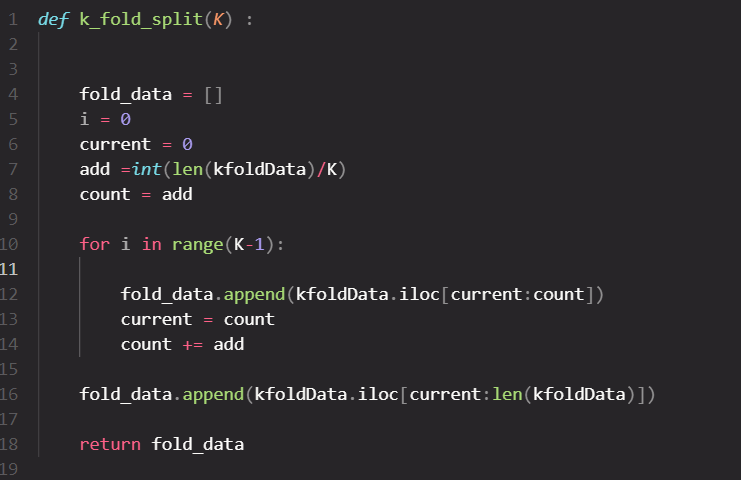 1 def k_fold_split(K) :
2
3
4 fold_data = []
5 i = 0
6 current = 0
7 add =int(len(kfoldData)/K)
8 count = add
9
10 for i in range(K-1):
11
12 fold_data.append(kfoldData.iloc[current:count])
13 current = count
14 count += add
15
16 fold_data.append(kfoldData.iloc[current:len(kfoldData)])
17
18 return fold_data
19